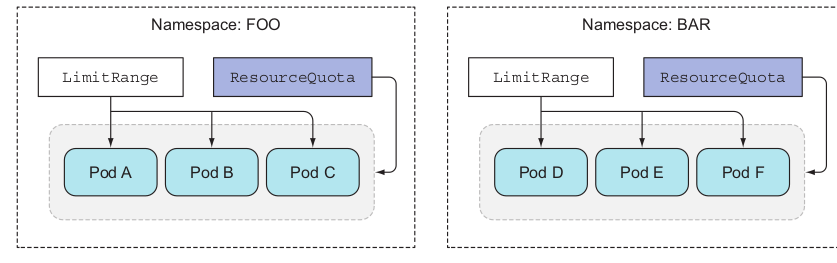 Namespace: FOO
LimitRange
ResourceQuota
Pod A
Pod B
Pod C
Namespace: BAR
LimitRange
ResourceQuota
Pod D
Pod E
Pod F